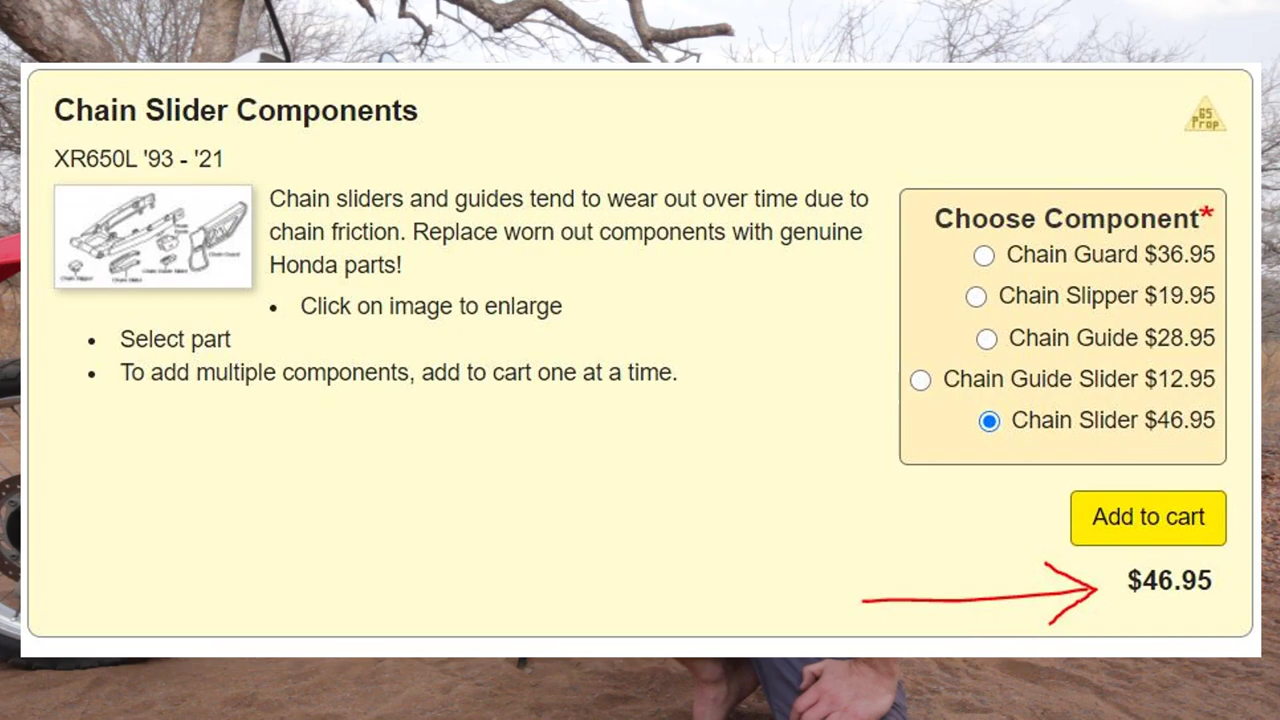 Chain Slider Components
GS
Prop
XR650L '93 - '21
Chain sliders and guides tend to wear out over time due to
chain friction. Replace worn out components with genuine
Honda parts!
• Click on image to enlarge
• Select part
• To add multiple components, add to cart one at a time.
Choose Component*
Chain Guard $36.95
Chain Slipper $19.95
Chain Guide $28.95
Chain Guide Slider $12.95
Chain Slider $46.95
Add to cart
$46.95